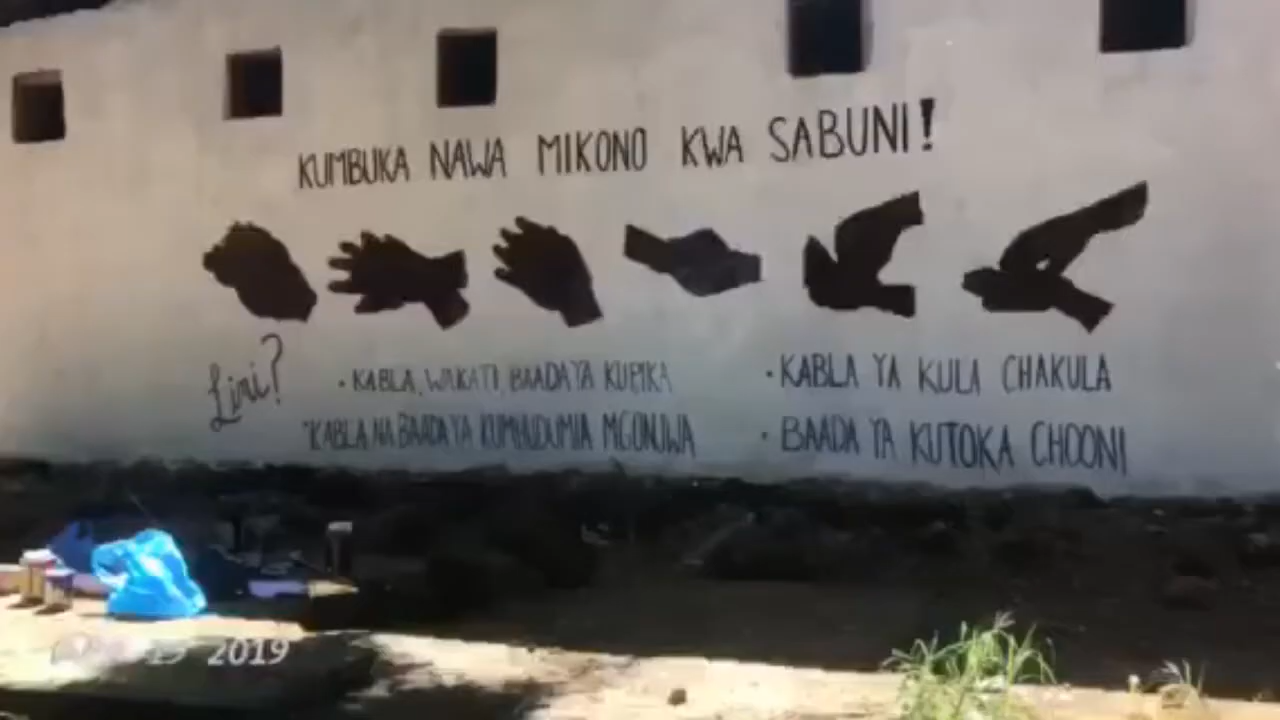 KUMBUKA NAWA MIKONO KWA SABUNI!
Lini?
• KABLA, WAKATI, BAADA YA KUPIKA
• KABLA NA BAADA YA KUMHUDUMIA MGONJWA
• KABLA YA KULA CHAKULA
• BAADA YA KUTOKA CHOONI
2019